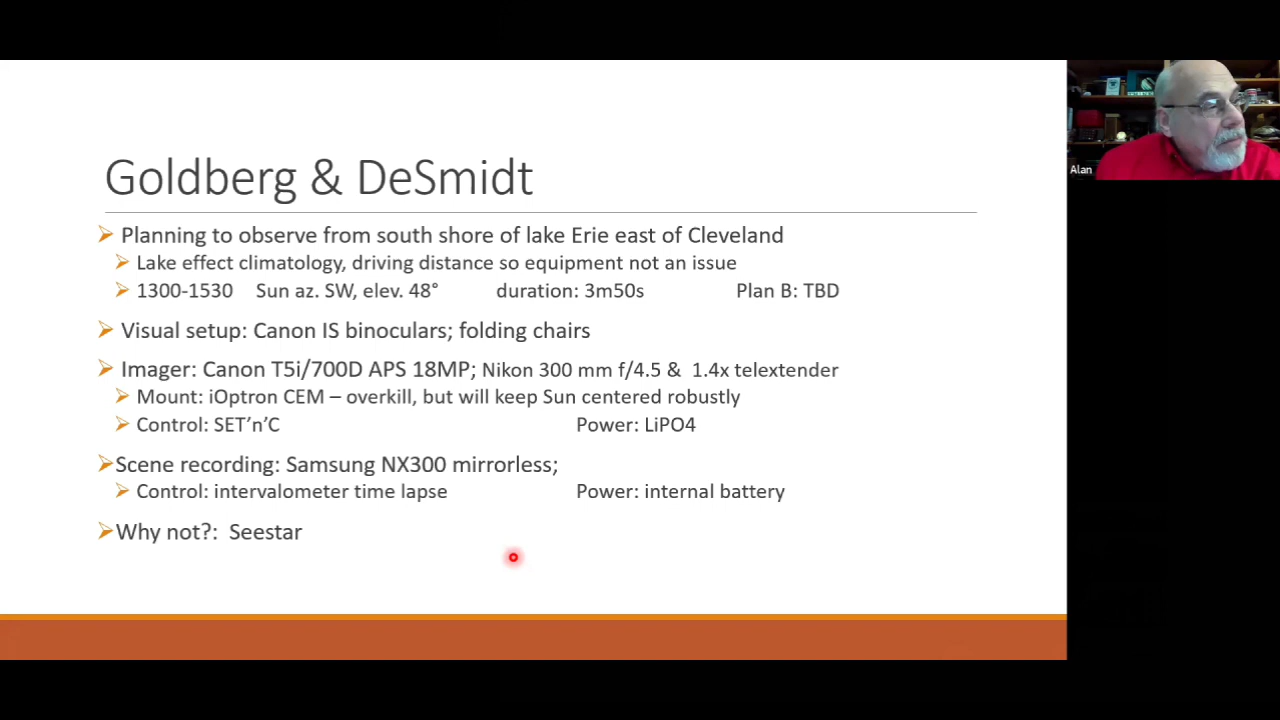 Goldberg & DeSmidt
Planning to observe from south shore of lake Erie east of Cleveland
Lake effect climatology, driving distance so equipment not an issue
1300-1530 Sun az. SW, elev. 48° duration: 3m50s Plan B: TBD
Visual setup: Canon IS binoculars; folding chairs
Imager: Canon T5i/700D APS 18MP; Nikon 300 mm f/4.5 & 1.4x telextender
Mount: iOptron CEM – overkill, but will keep Sun centered robustly
Control: SET’n’C Power: LiPO4
Scene recording: Samsung NX300 mirrorless;
Control: intervalometer time lapse Power: internal battery
Why not?: Seestar
Alan